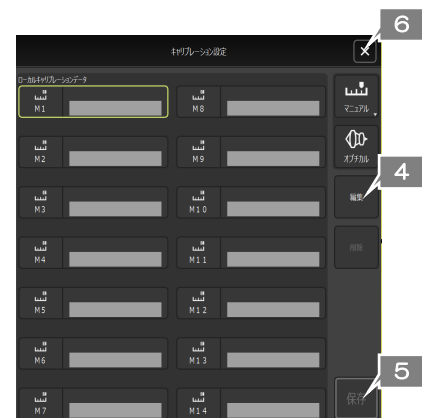 6
キャリブレーション設定
ローカルキャリブレーションデータ
M1
M8
マニュアル
M2
M9
オプチカル
4
M3
M10
編集
M4
M11
削除
M5
M12
M6
M13
5
M7
M14
保存